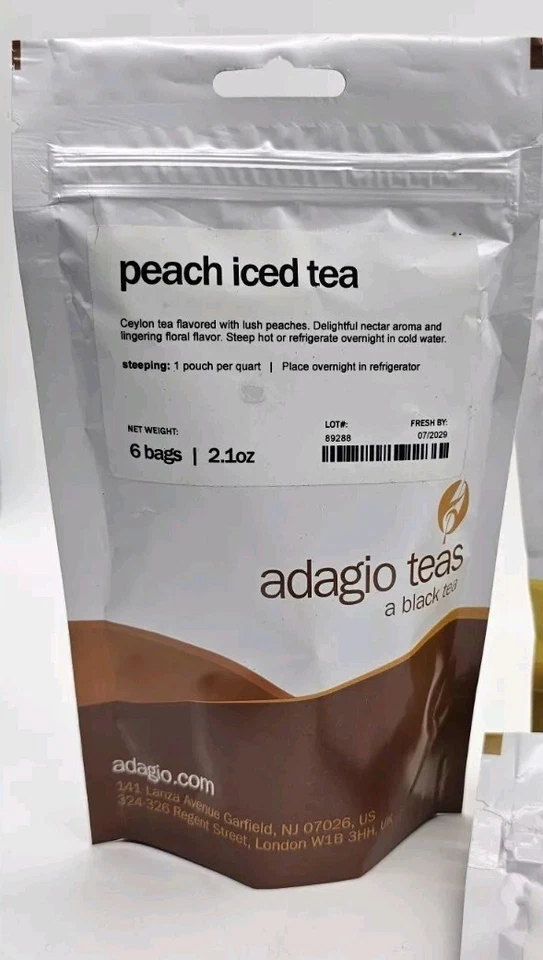 peach iced tea
Ceylon tea flavored with lush peaches. Delightful nectar aroma and
lingering floral flavor. Steep hot or refrigerate overnight in cold water.
steeping: 1 pouch per quart | Place overnight in refrigerator
NET WEIGHT:
6 bags | 2.1oz
LOT#: FRESH BY:
89288 07/2029
adagio teas
a black tea
adagio.com
141 Lanza Avenue Garfield, NJ 07026, US
324-326 Regent Street, London W1B 3HH, UK